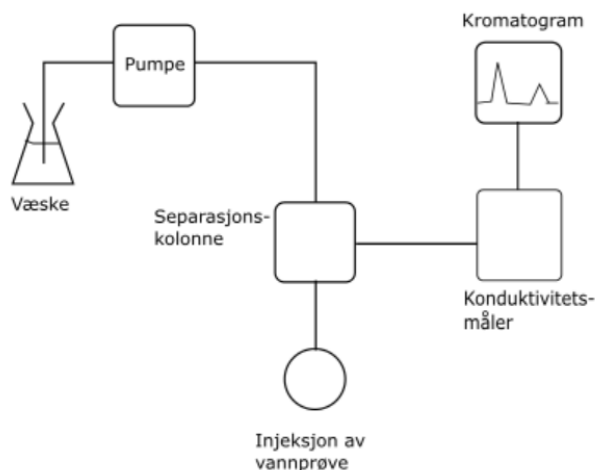 Kromatogram
Pumpe
Væske
Separasjons-
kolonne
Konduktivitets-
måler
Injeksjon av
vannprøve